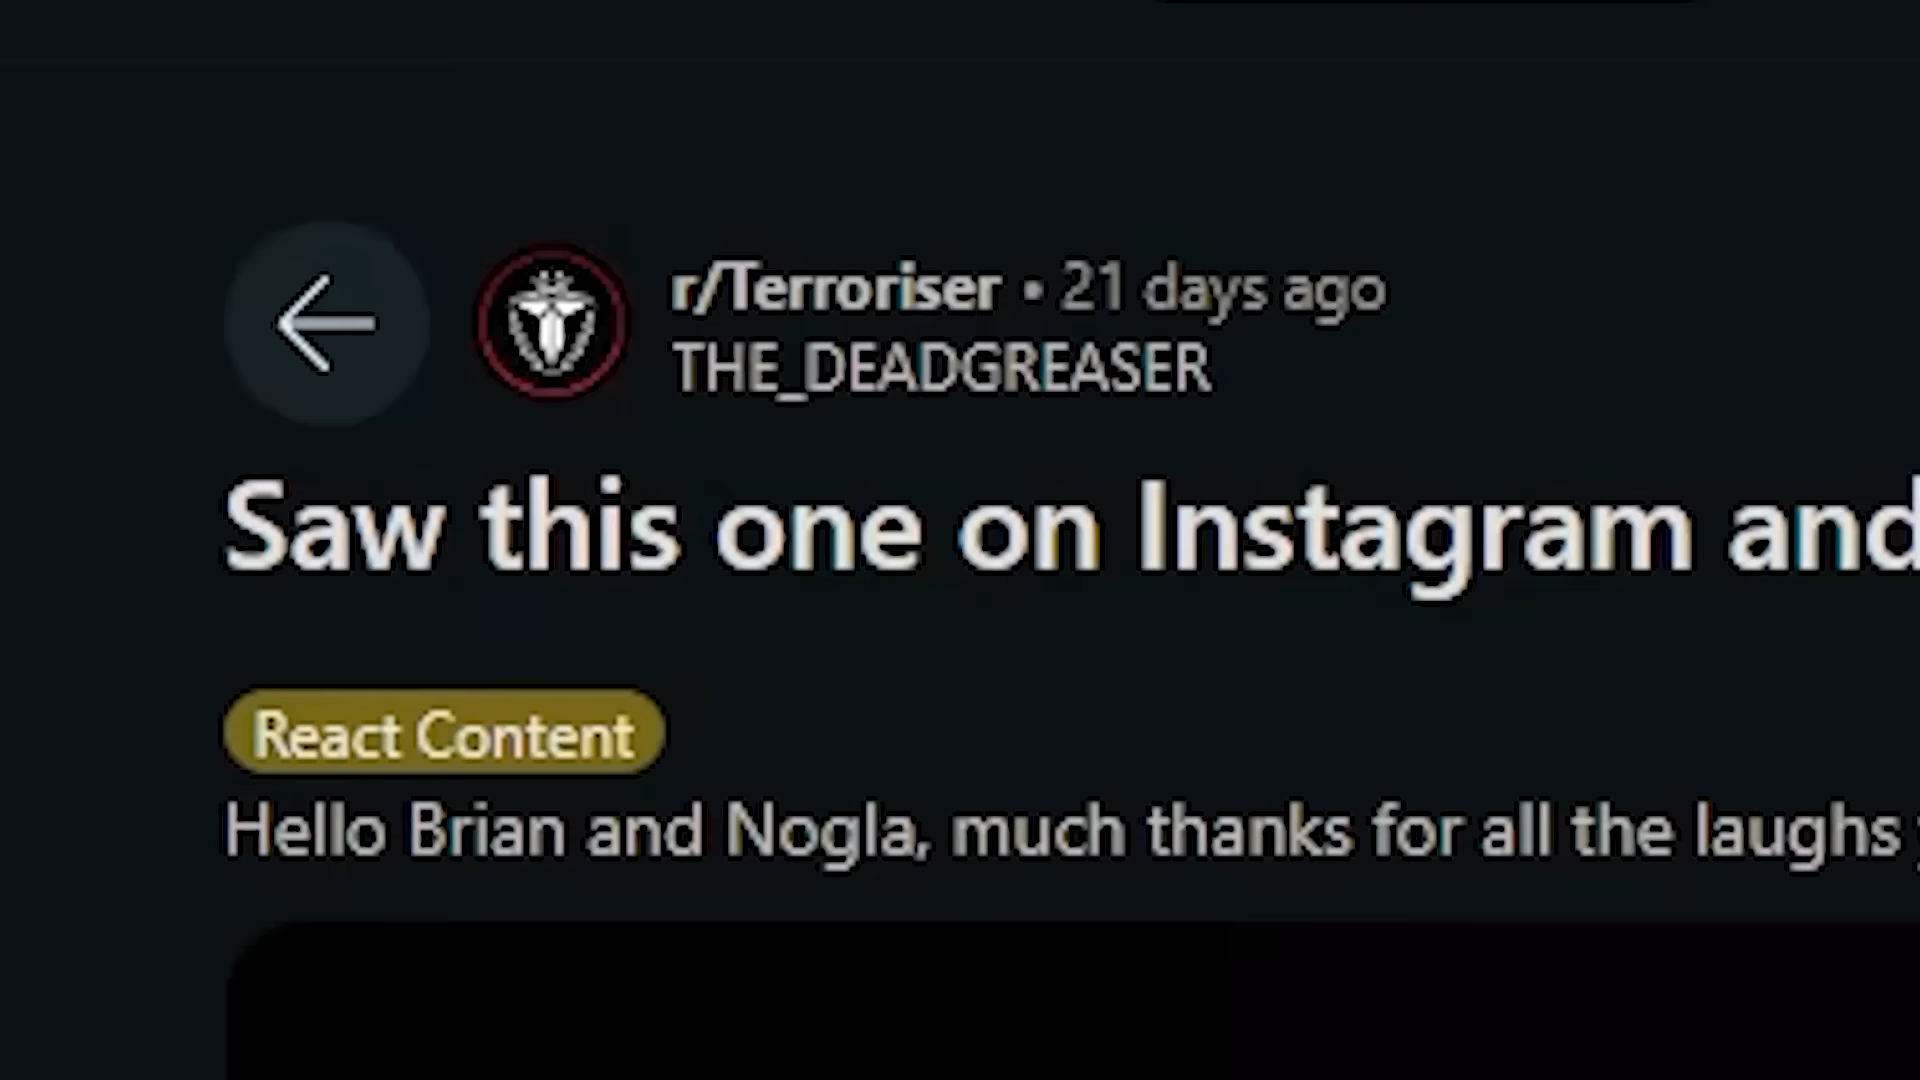 r/Terroriser • 21 days ago
THE_DEADGREASER
Saw this one on Instagram and
React Content
Hello Brian and Nogla, much thanks for all the laughs